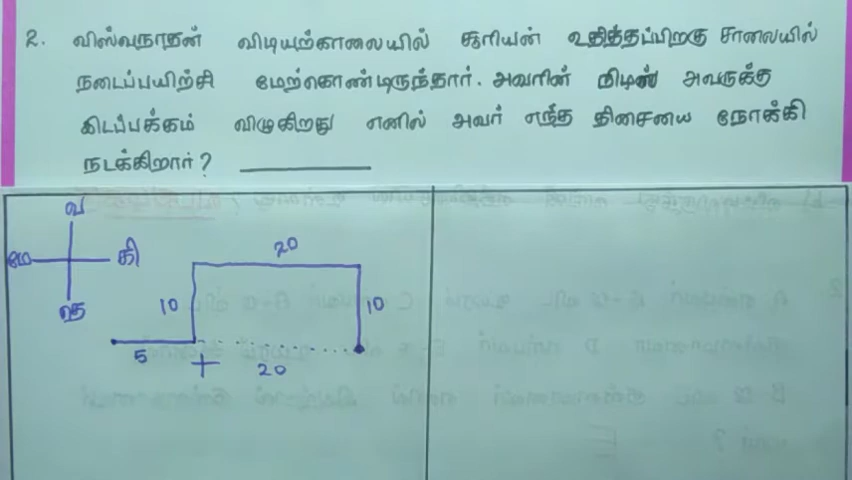 2. விஸ்வநாதன் விடியற்காலையில் சூரியன் உதித்தப்பிறகு சாலையில்
நடைப்பயிற்சி மேற்கொண்டிருந்தார். அவரின் நிழல் அவருக்கு
கிடப்பக்கம் விழுகிறது எனில் அவர் எந்த திசையை நோக்கி
நடக்கிறார்?
வ
மே கி
தெ
20
10 10
5 + 20